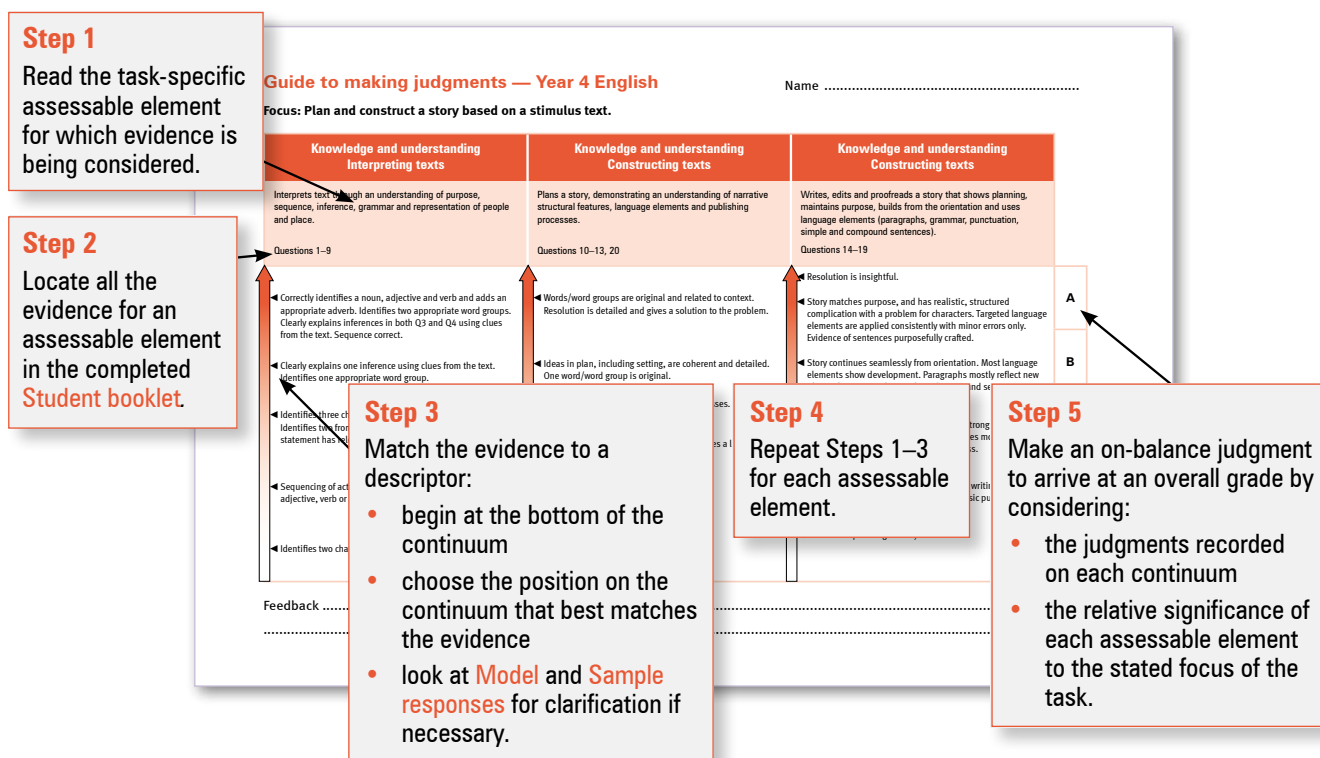 Step 1
Read the task-specific
assessable element
for which evidence is
being considered.
Step 2
Locate all the
evidence for an
assessable element
in the completed
Student booklet.
Guide to making judgments — Year 4 English
Name
Focus: Plan and construct a story based on a stimulus text.
Knowledge and understanding
Interpreting texts
Interprets text through an understanding of purpose,
sequence, inference, grammar and representation of people
and place.
Questions 1–9
Correctly identifies a noun, adjective and verb and adds an
appropriate adverb. Identifies two appropriate word groups.
Clearly explains inferences in both Q3 and Q4 using clues
from the text. Sequence correct.
Clearly explains one inference using clues from the text.
Identifies one appropriate word group.
Identifies three
Identifies two
statement has
Sequencing of
adjective, verb or
Identifies two
Knowledge and understanding
Constructing texts
Plans a story, demonstrating an understanding of narrative
structural features, language elements and publishing
processes.
Questions 10–13, 20
Words/word groups are original and related to context.
Resolution is detailed and gives a solution to the problem.
Ideas in plan, including setting, are coherent and detailed.
One word/word group is original.
Knowledge and understanding
Constructing texts
Writes, edits and proofreads a story that shows planning,
maintains purpose, builds from the orientation and uses
language elements (paragraphs, grammar, punctuation,
simple and compound sentences).
Questions 14–19
Resolution is insightful.
Story matches purpose, and has realistic, structured
complication with a problem for characters. Targeted language
elements are applied consistently with minor errors only.
Evidence of sentences purposefully crafted.
Story continues seamlessly from orientation. Most language
elements show development. Paragraphs mostly reflect new
A
B
Feedback
Step 3
Match the evidence to a
descriptor:
• begin at the bottom of the
continuum
• choose the position on the
continuum that best matches
the evidence
• look at Model and Sample
responses for clarification if
necessary.
Step 4
Repeat Steps 1–3
for each assessable
element.
Step 5
Make an on-balance judgment
to arrive at an overall grade by
considering:
• the judgments recorded
on each continuum
• the relative significance of
each assessable element
to the stated focus of the
task.